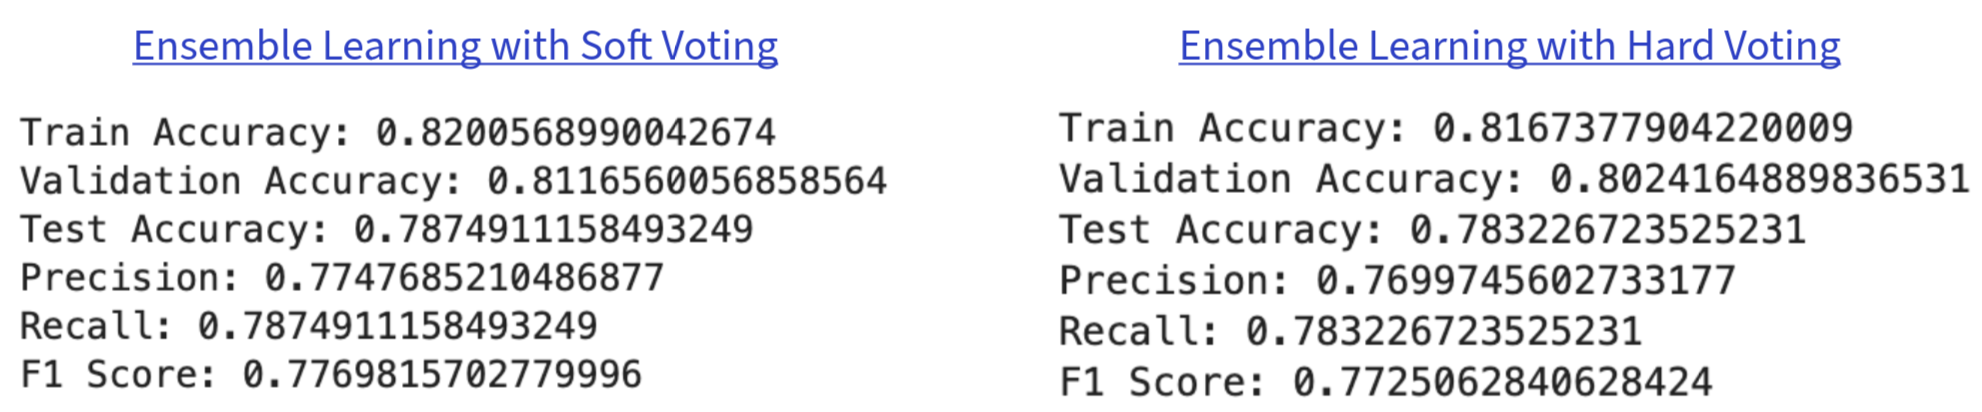 Ensemble Learning with Soft Voting
Train Accuracy: 0.8200568990042674
Validation Accuracy: 0.8116560056858564
Test Accuracy: 0.7874911158493249
Precision: 0.7747685210486877
Recall: 0.7874911158493249
F1 Score: 0.7769815702779996
Ensemble Learning with Hard Voting
Train Accuracy: 0.8167377904220009
Validation Accuracy: 0.8024164889836531
Test Accuracy: 0.783226723525231
Precision: 0.7699745602733177
Recall: 0.783226723525231
F1 Score: 0.7725062840628424